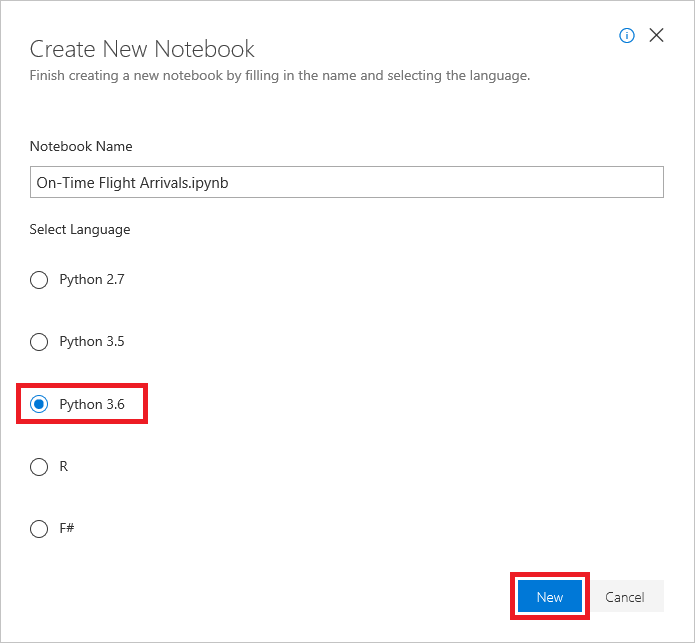 Create New Notebook
Finish creating a new notebook by filling in the name and selecting the language.
Notebook Name
On-Time Flight Arrivals.ipynb
Select Language
Python 2.7
Python 3.5
Python 3.6
R
F#
New Cancel